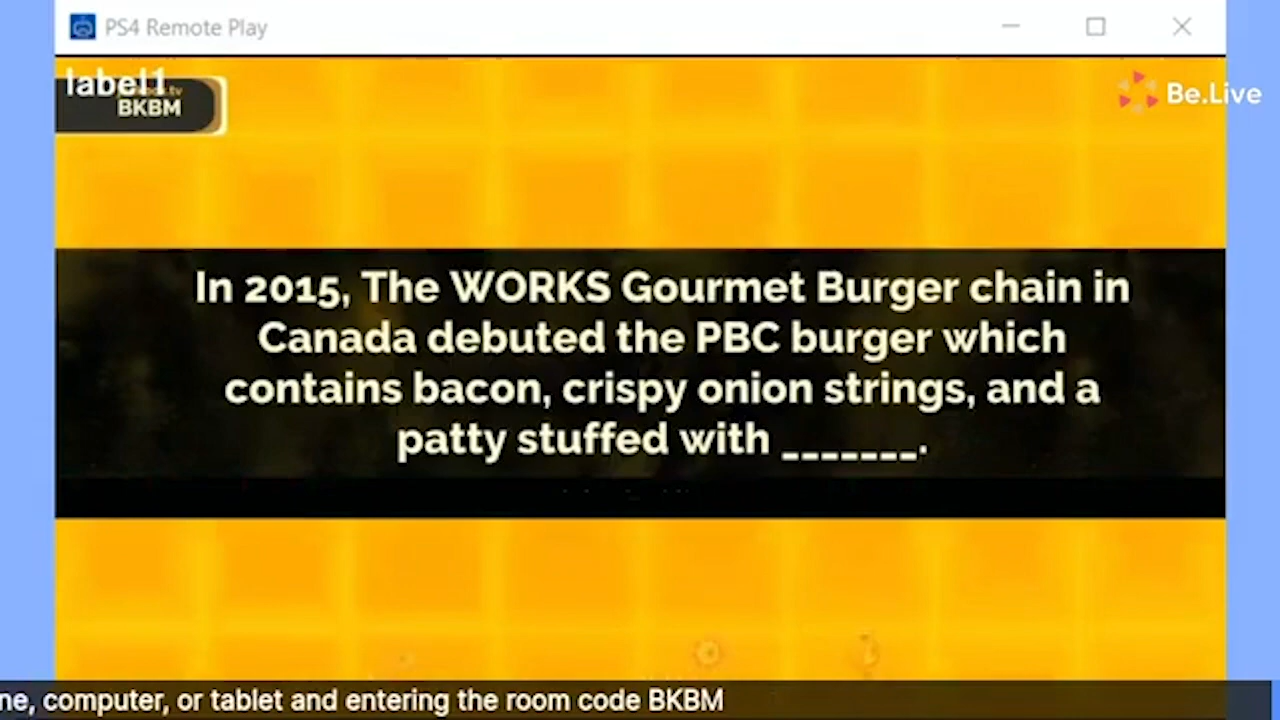 PS4 Remote Play
label1
BKBM
Be.Live
In 2015, The WORKS Gourmet Burger chain in
Canada debuted the PBC burger which
contains bacon, crispy onion strings, and a
patty stuffed with _______.
ne, computer, or tablet and entering the room code BKBM